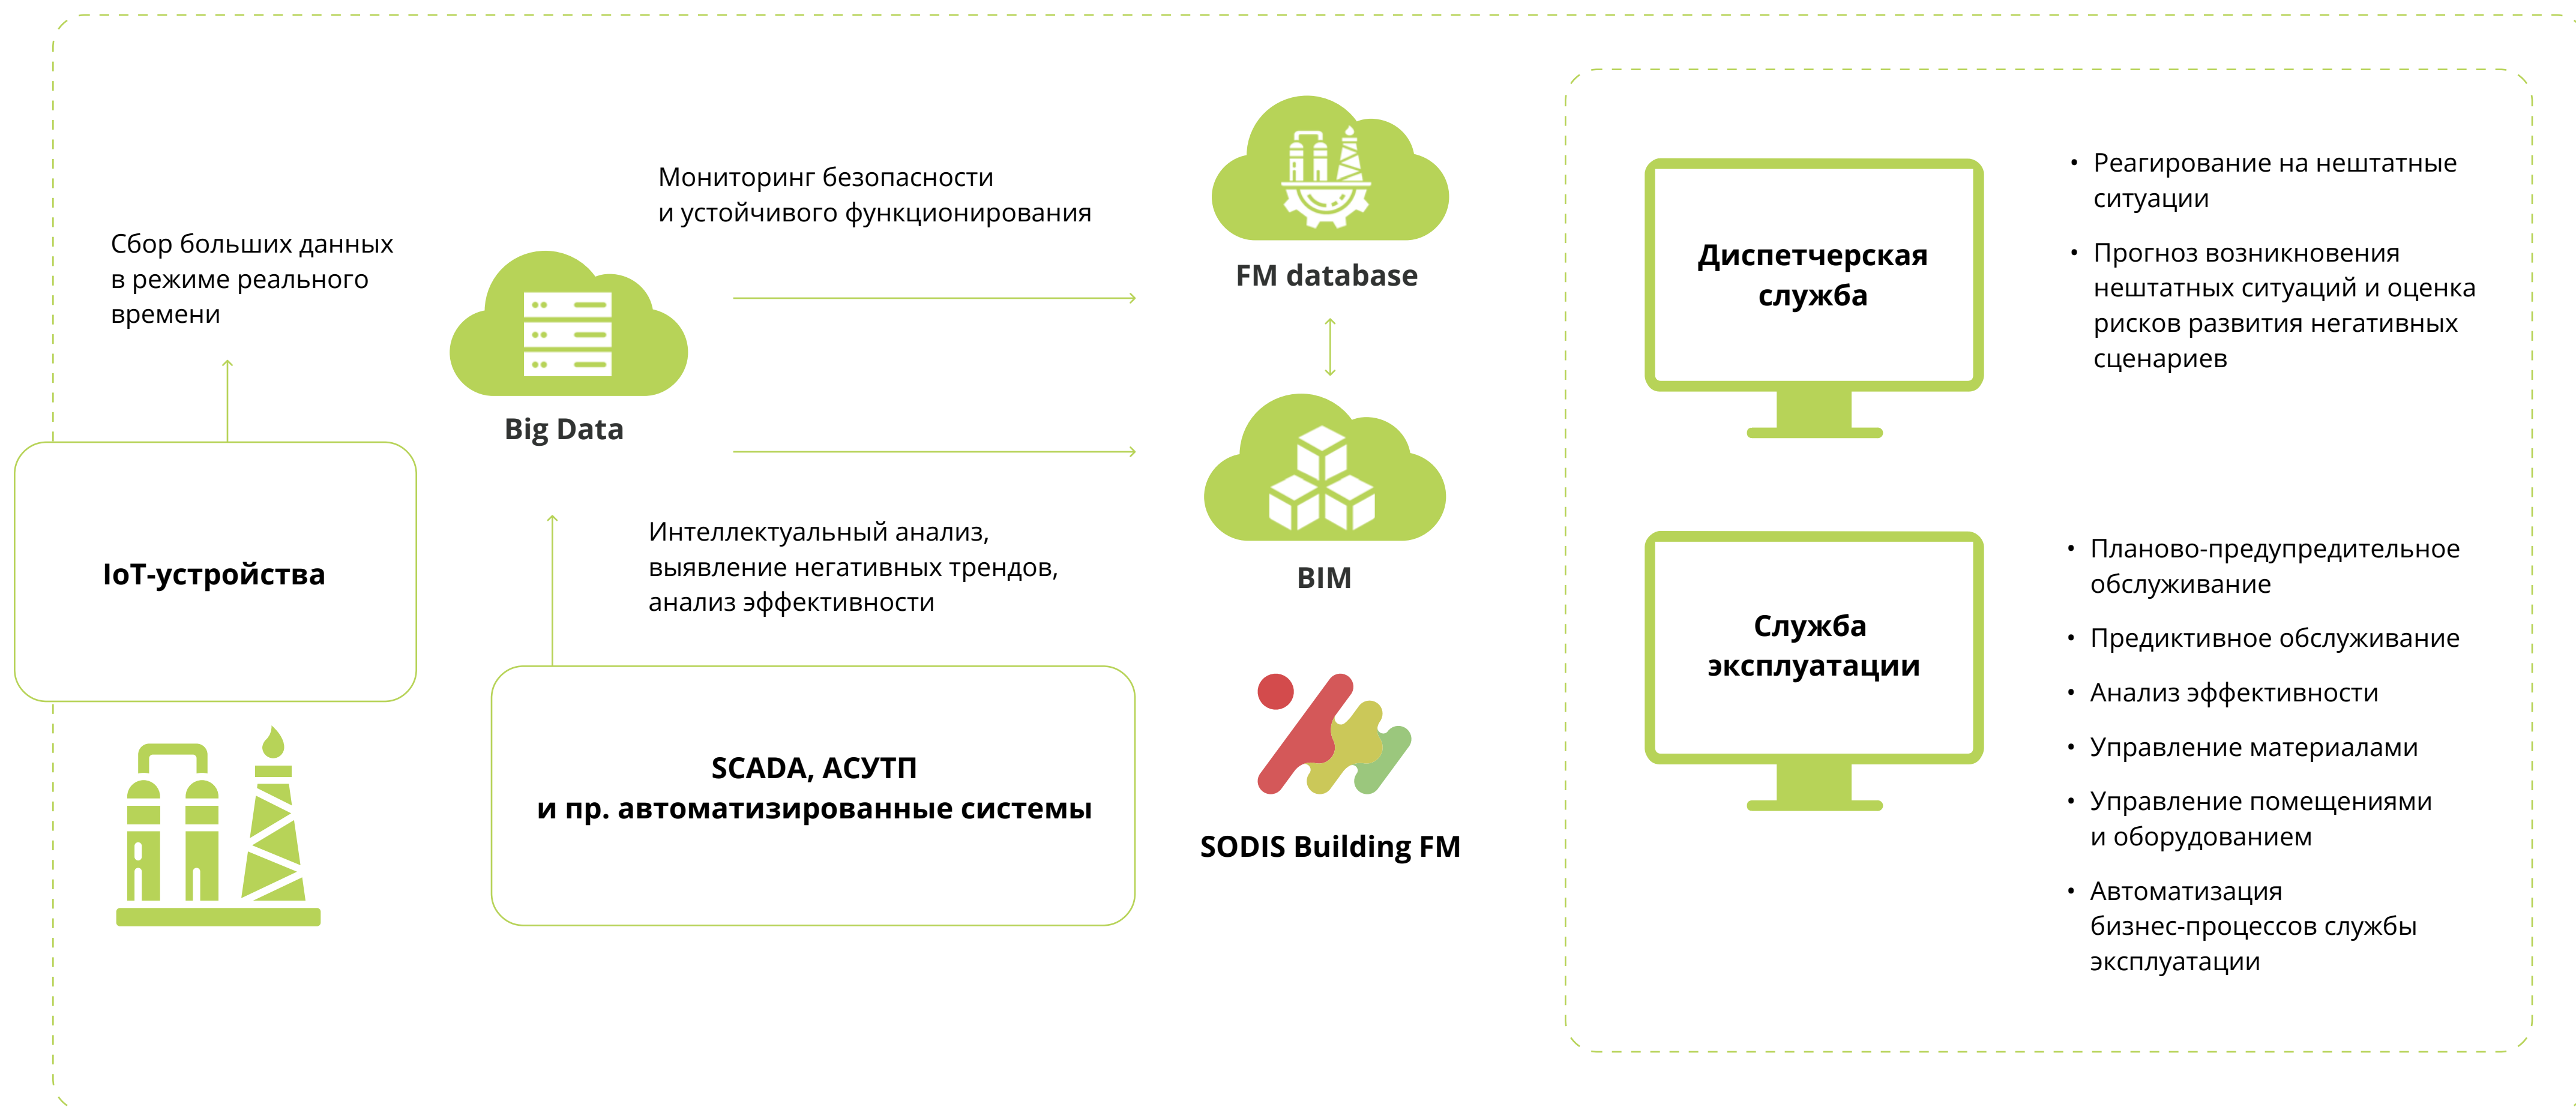 Сбор больших данных
в режиме реального
времени
IoT-устройства
Big Data
Мониторинг безопасности
и устойчивого функционирования
Интеллектуальный анализ,
выявление негативных трендов,
анализ эффективности
SCADA, АСУТП
и пр. автоматизированные системы
FM database
BIM
SODIS Building FM
Диспетчерская
служба
• Реагирование на нештатные
ситуации
• Прогноз возникновения
нештатных ситуаций и оценка
рисков развития негативных
сценариев
Служба
эксплуатации
• Планово-предупредительное
обслуживание
• Предиктивное обслуживание
• Анализ эффективности
• Управление материалами
• Управление помещениями
и оборудованием
• Автоматизация
бизнес-процессов службы
эксплуатации